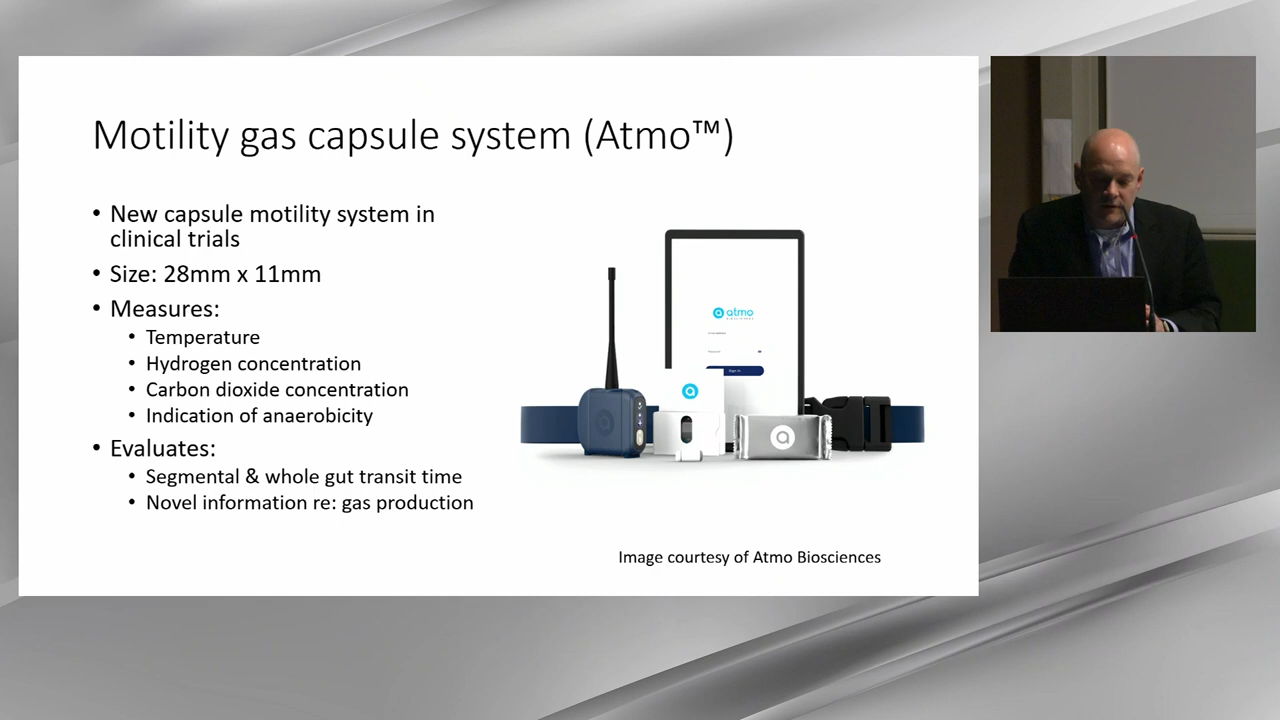 Motility gas capsule system (Atmo™)
• New capsule motility system in
clinical trials
• Size: 28mm x 11mm
• Measures:
• Temperature
• Hydrogen concentration
• Carbon dioxide concentration
• Indication of anaerobicity
• Evaluates:
• Segmental & whole gut transit time
• Novel information re: gas production
atmo
Sign in
Image courtesy of Atmo Biosciences